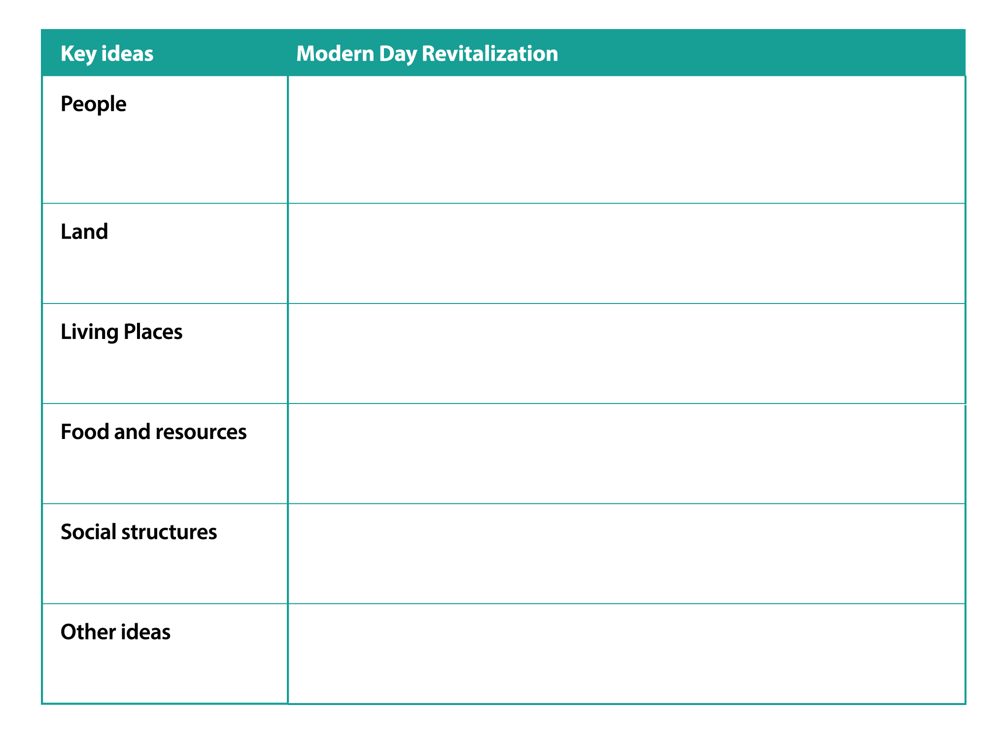 Key ideas
Modern Day Revitalization
People
Land
Living Places
Food and resources
Social structures
Other ideas